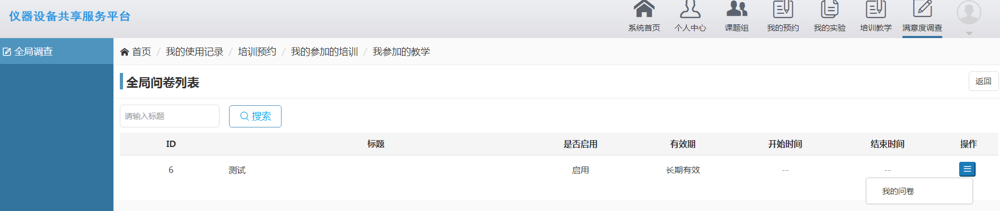 仪器设备共享服务平台
系统首页 个人中心 课题组 我的预约 我的实验 培训教学 满意度调查
全局调查
首页 / 我的使用记录 / 培训预约 / 我的参加的培训 / 我参加的教学
全局问卷列表
返回
请输入标题 搜索
ID 标题 是否启用 有效期 开始时间 结束时间 操作
6 测试 启用 长期有效 -- --
我的问卷